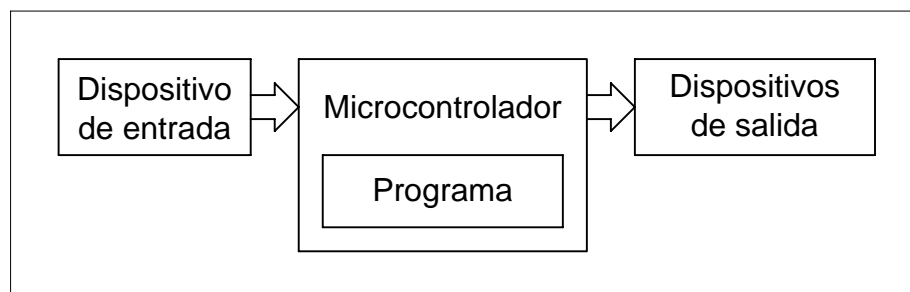 Dispositivo
de entrada
Microcontrolador
Programa
Dispositivos
de salida